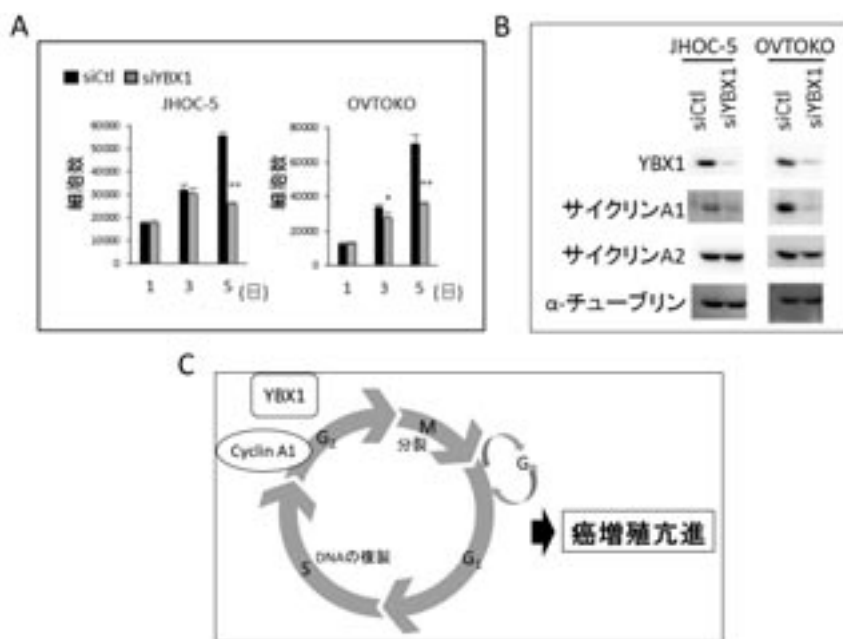 A
siCtl siYBX1
JHOC-5
細胞数
60000
50000
40000
30000
20000
10000
0
**
1 3 5 (日)
OVTOKO
細胞数
80000
60000
40000
20000
0
*
**
1 3 5 (日)
B
JHOC-5 OVTOKO
siCtl siYBX1 siCtl siYBX1
YBX1
サイクリンA1
サイクリンA2
α-チューブリン
C
YBX1
Cyclin A1
G2
M
分裂
G1
S
DNAの複製
癌増殖亢進